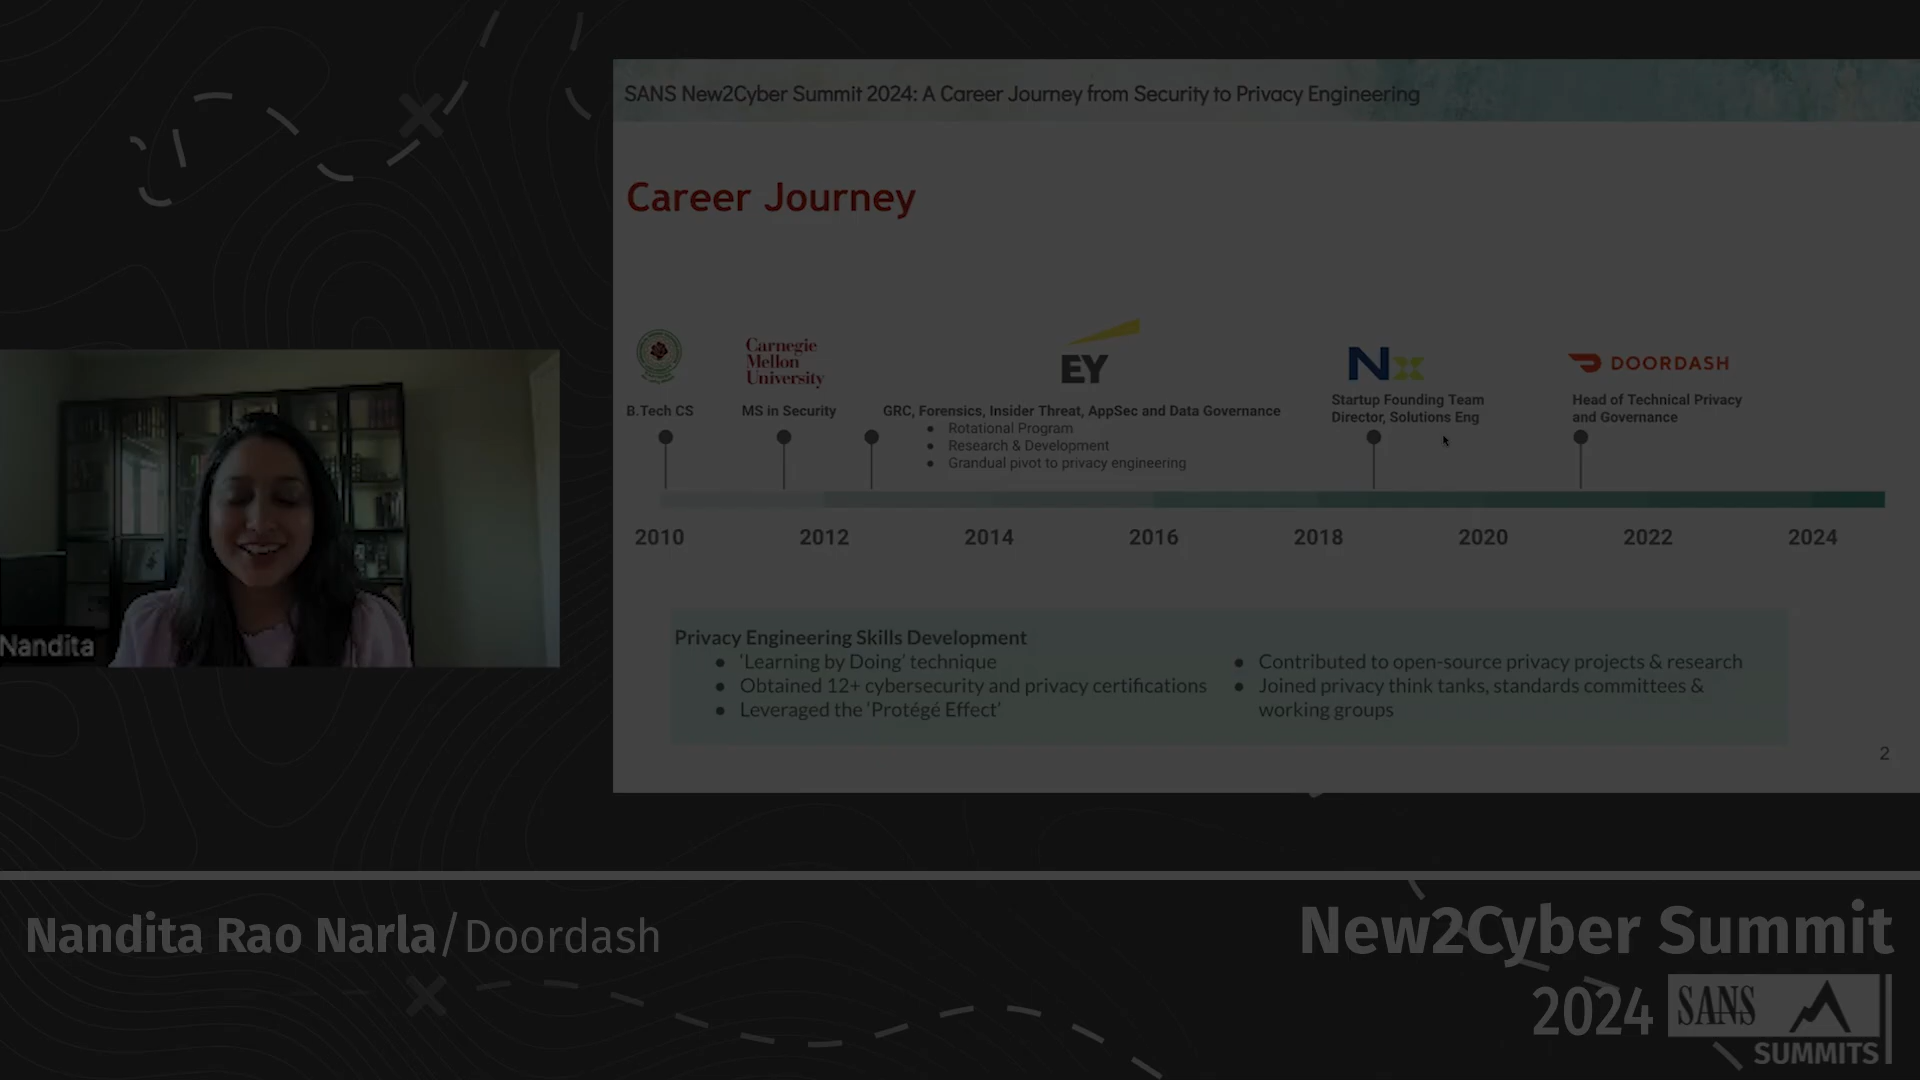 SANS New2Cyber Summit 2024: A Career Journey from Security to Privacy Engineering
Career Journey
Carnegie
Mellon
University
EY
Nx
DOORDASH
B.Tech CS
MS in Security
GRC, Forensics, Insider Threat, AppSec and Data Governance
● Rotational Program
● Research & Development
● Grandual pivot to privacy engineering
Startup Founding Team
Director, Solutions Eng
Head of Technical Privacy
and Governance
2010 2012 2014 2016 2018 2020 2022 2024
Privacy Engineering Skills Development
● 'Learning by Doing' technique
● Obtained 12+ cybersecurity and privacy certifications
● Leveraged the 'Protégé Effect'
● Contributed to open-source privacy projects & research
● Joined privacy think tanks, standards committees &
working groups
2
Nandita
Nandita Rao Narla/Doordash
New2Cyber Summit
2024
SANS
SUMMITS